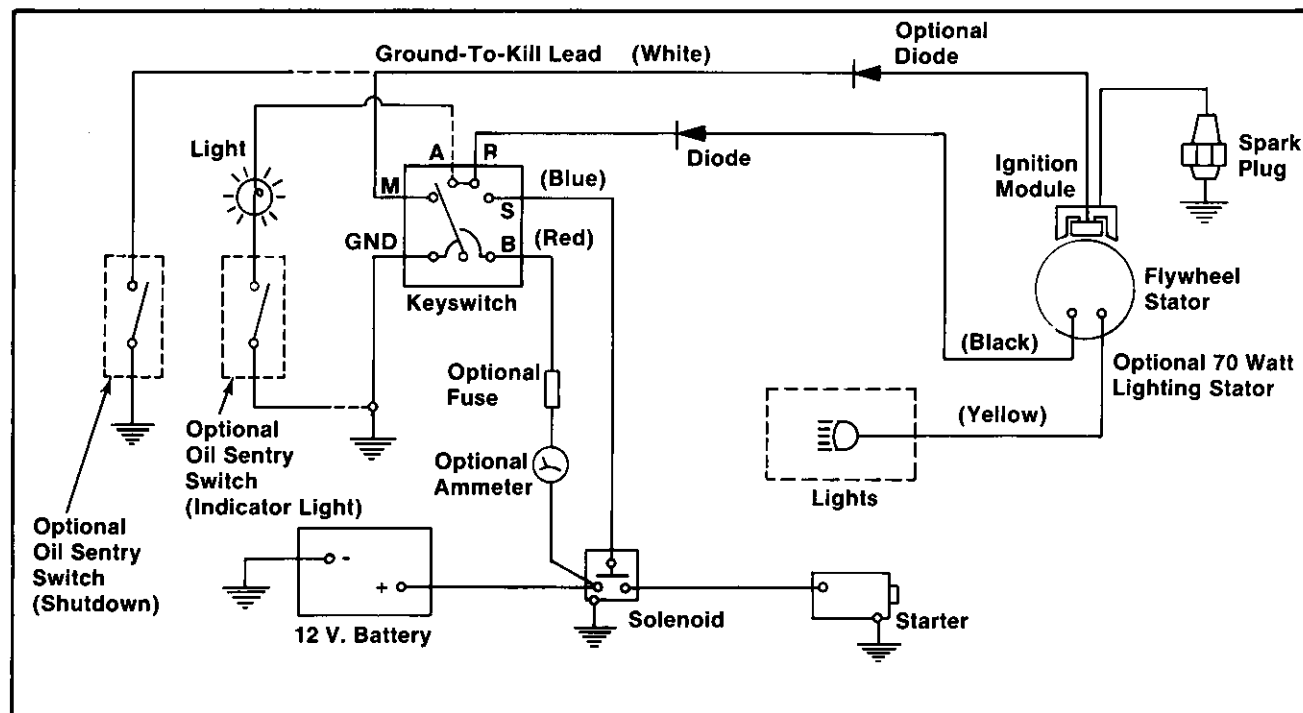 Optional
Diode
Ground-To-Kill Lead (White)
Spark
Plug
Ignition
Module
Light
A R
Diode
M
(Blue)
S
GND
B (Red)
Keyswitch
Flywheel
Stator
(Black)
Optional 70 Watt
Lighting Stator
Optional
Fuse
(Yellow)
Optional
Oil Sentry
Switch
(Indicator Light)
Optional
Ammeter
Lights
Optional
Oil Sentry
Switch
(Shutdown)
-
+
12 V. Battery
Solenoid
Starter